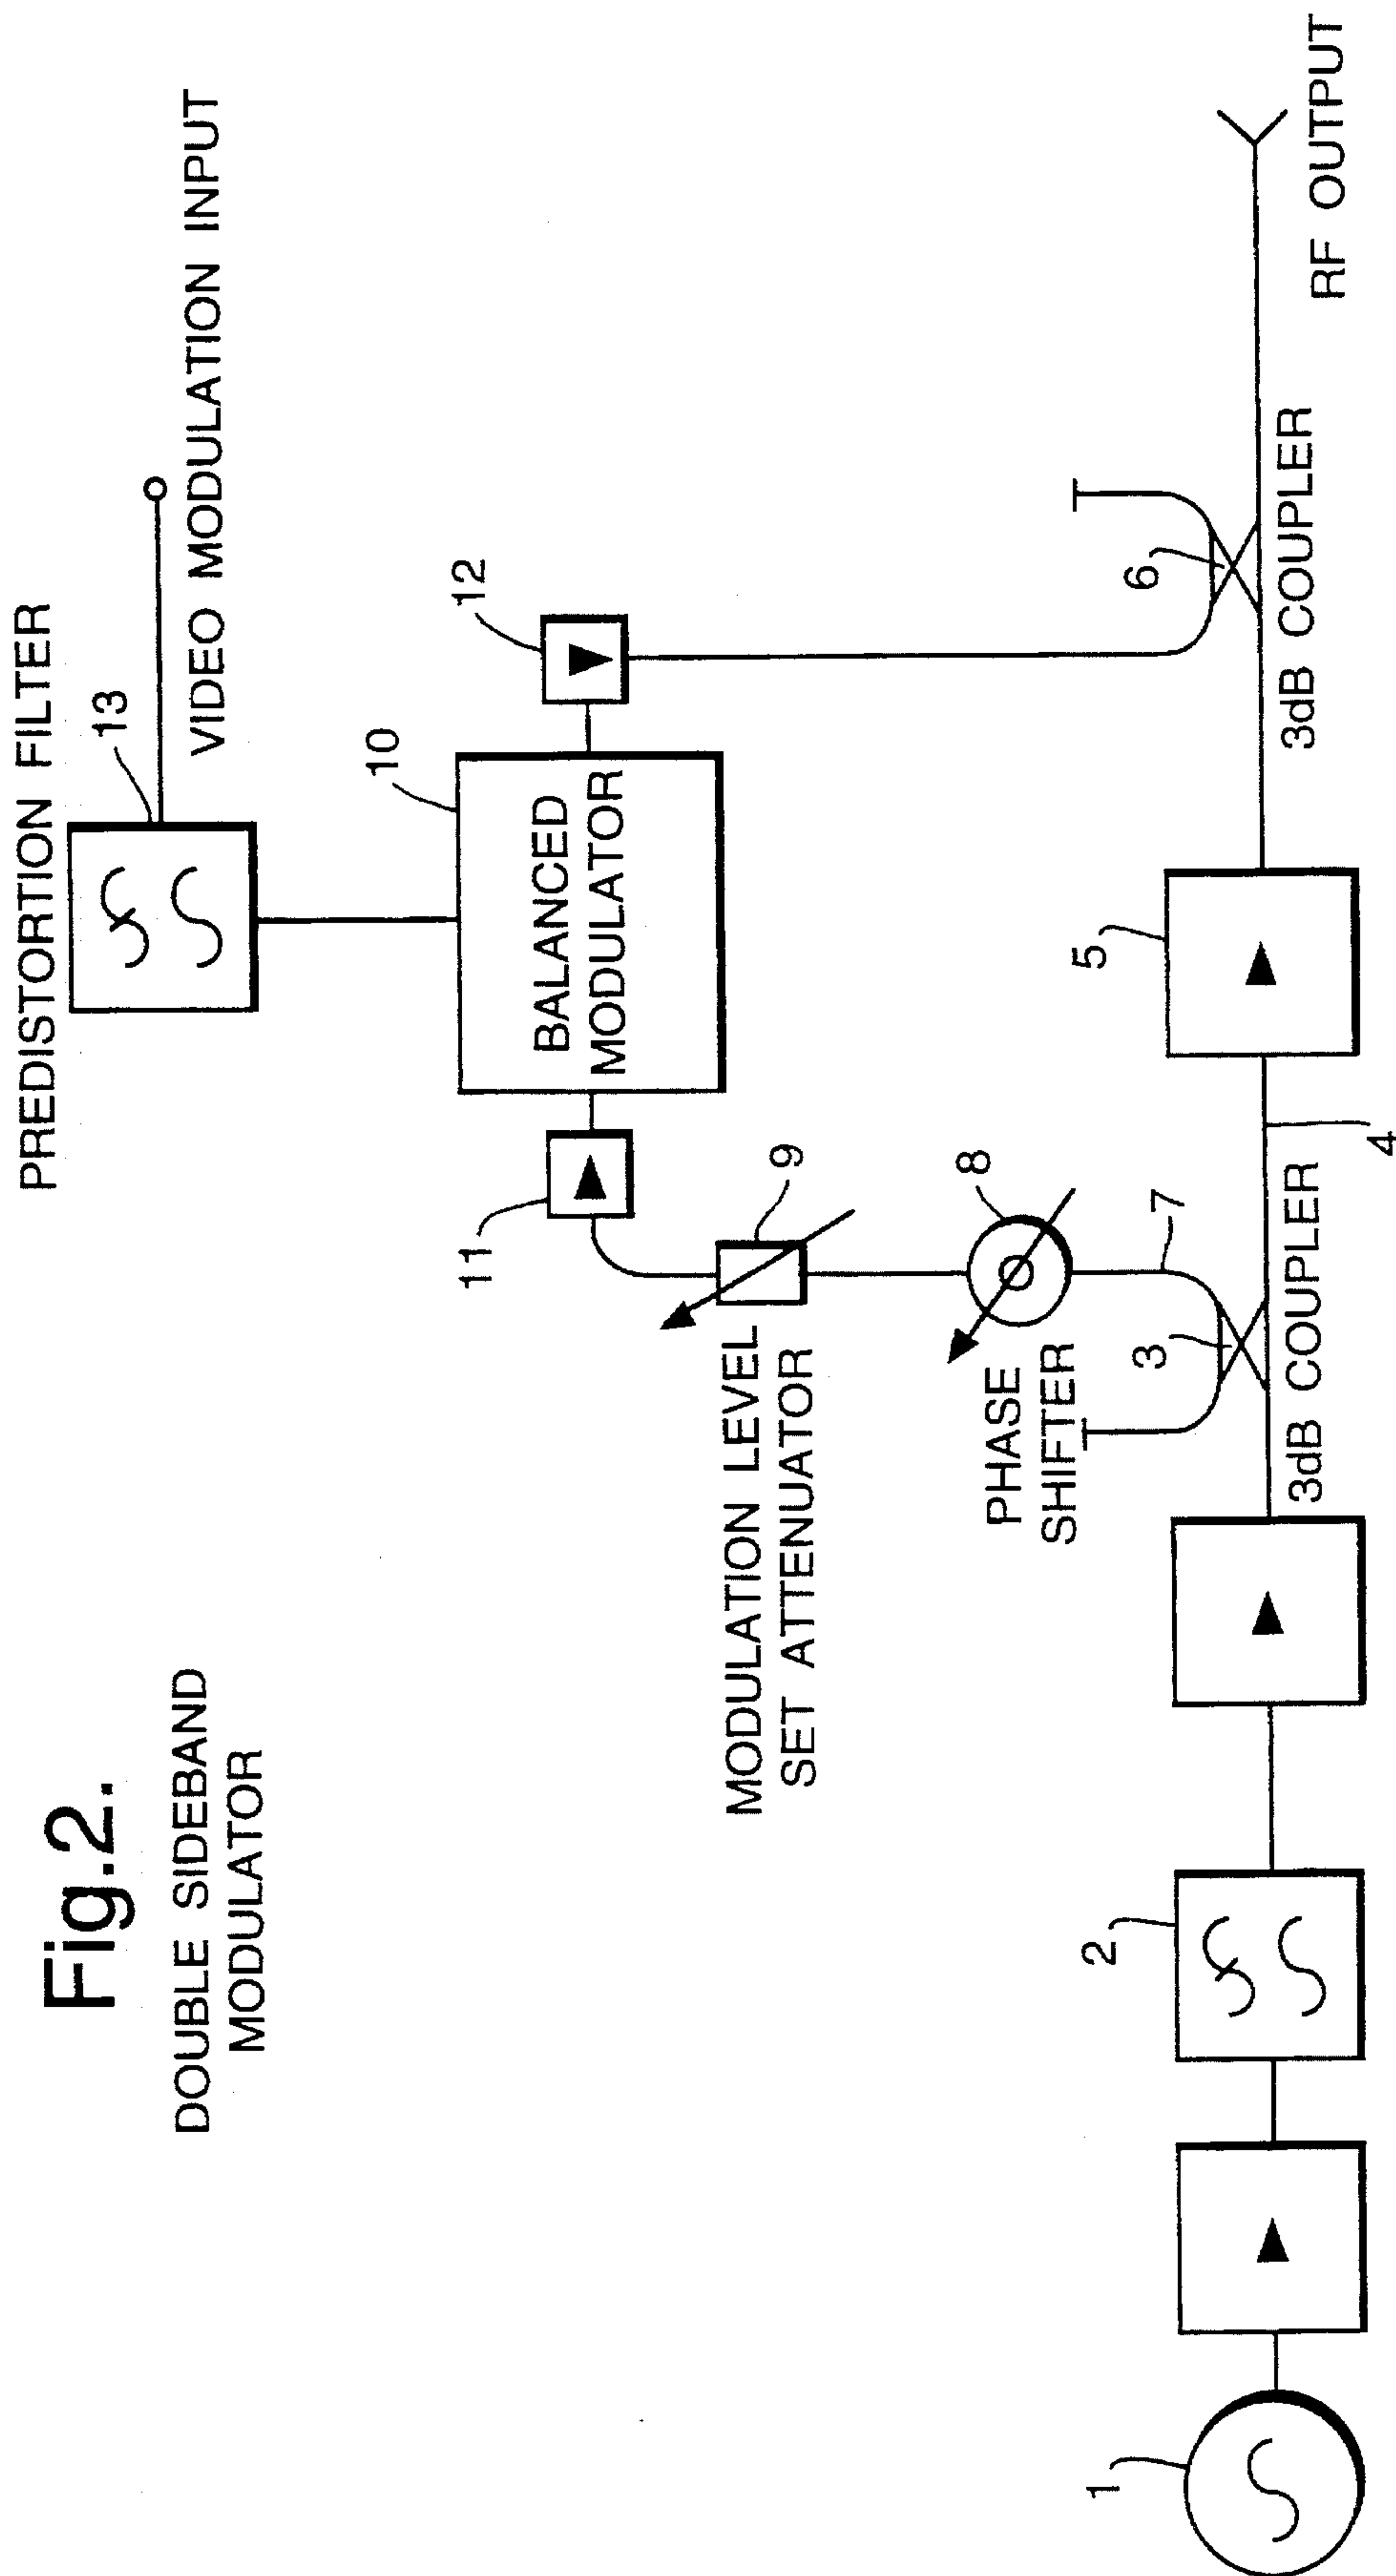 Fig.2.
DOUBLE SIDEBAND
MODULATOR
PREDISTORTION FILTER
13
VIDEO MODULATION INPUT
10
12
BALANCED
MODULATOR
11
9
MODULATION LEVEL
SET ATTENUATOR
8
PHASE
SHIFTER
7
3
6
5
2
1
3dB COUPLER
4
3dB COUPLER
RF OUTPUT